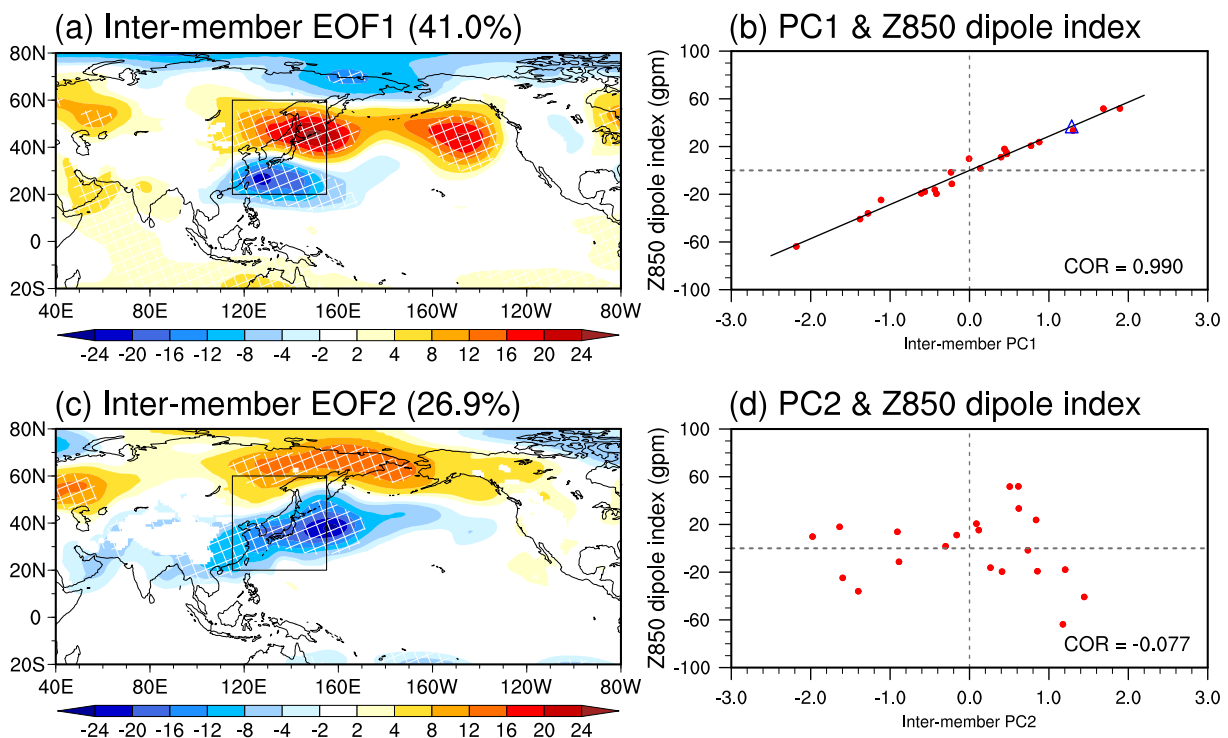 (a) Inter-member EOF1 (41.0%)
80N
60N
40N
20N
0
20S
40E 80E 120E 160E 160W 120W 80W
-24 -20 -16 -12 -8 -4 -2 2 4 8 12 16 20 24
(b) PC1 & Z850 dipole index
Z850 dipole index (gpm)
100
60
20
-20
-60
-100
COR = 0.990
-3.0 -2.0 -1.0 0.0 1.0 2.0 3.0
Inter-member PC1
(c) Inter-member EOF2 (26.9%)
80N
60N
40N
20N
0
20S
40E 80E 120E 160E 160W 120W 80W
-24 -20 -16 -12 -8 -4 -2 2 4 8 12 16 20 24
(d) PC2 & Z850 dipole index
Z850 dipole index (gpm)
100
60
20
-20
-60
-100
COR = -0.077
-3.0 -2.0 -1.0 0.0 1.0 2.0 3.0
Inter-member PC2